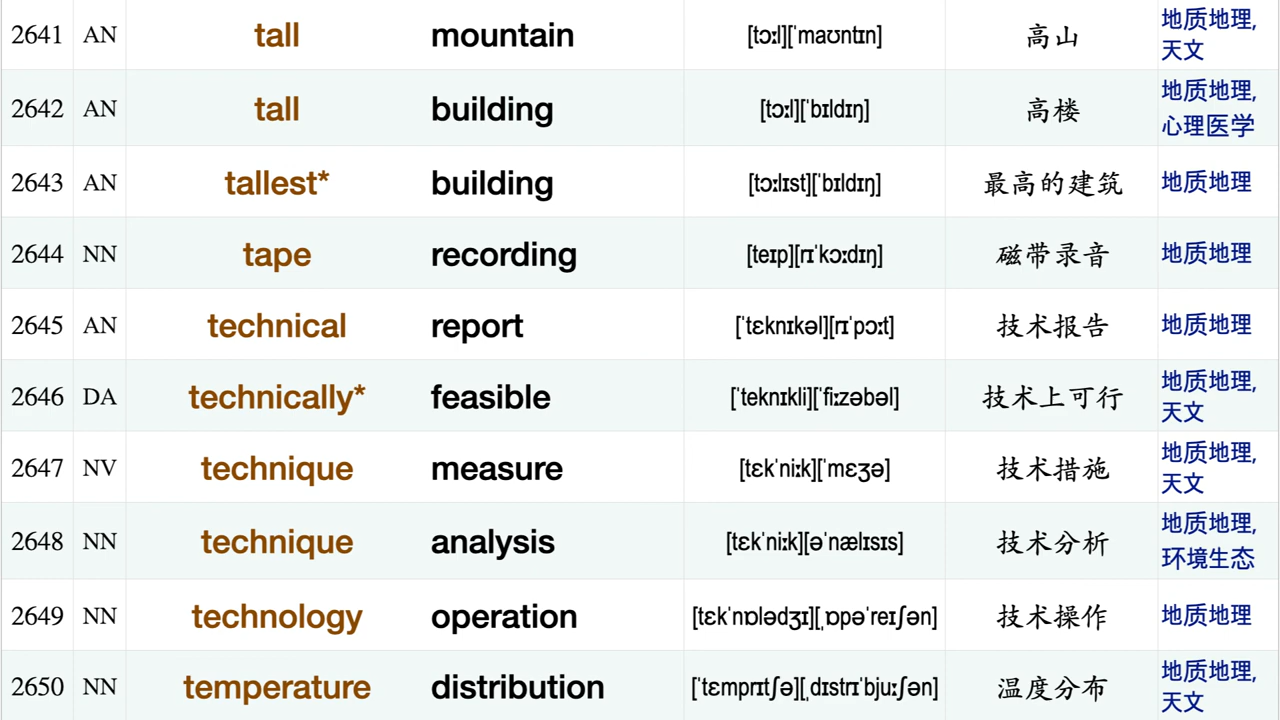 2641 AN tall mountain [tɔːl][ˈmaʊntɪn] 高山 地质地理,
天文
2642 AN tall building [tɔːl][ˈbɪldɪŋ] 高楼 地质地理,
心理医学
2643 AN tallest* building [tɔːlɪst][ˈbɪldɪŋ] 最高的建筑 地质地理
2644 NN tape recording [teɪp][rɪˈkɔːdɪŋ] 磁带录音 地质地理
2645 AN technical report [ˈtɛknɪkəl][rɪˈpɔːt] 技术报告 地质地理
2646 DA technically* feasible [ˈteknɪkli][ˈfiːzəbəl] 技术上可行 地质地理,
天文
2647 NV technique measure [tɛkˈniːk][ˈmɛʒə] 技术措施 地质地理,
天文
2648 NN technique analysis [tɛkˈniːk][əˈnælɪsɪs] 技术分析 地质地理,
环境生态
2649 NN technology operation [tɛkˈnɒlədʒɪ][ˌɒpəˈreɪʃən] 技术操作 地质地理
2650 NN temperature distribution [ˈtɛmprɪtʃə][ˌdɪstrɪˈbjuːʃən] 温度分布 地质地理,
天文